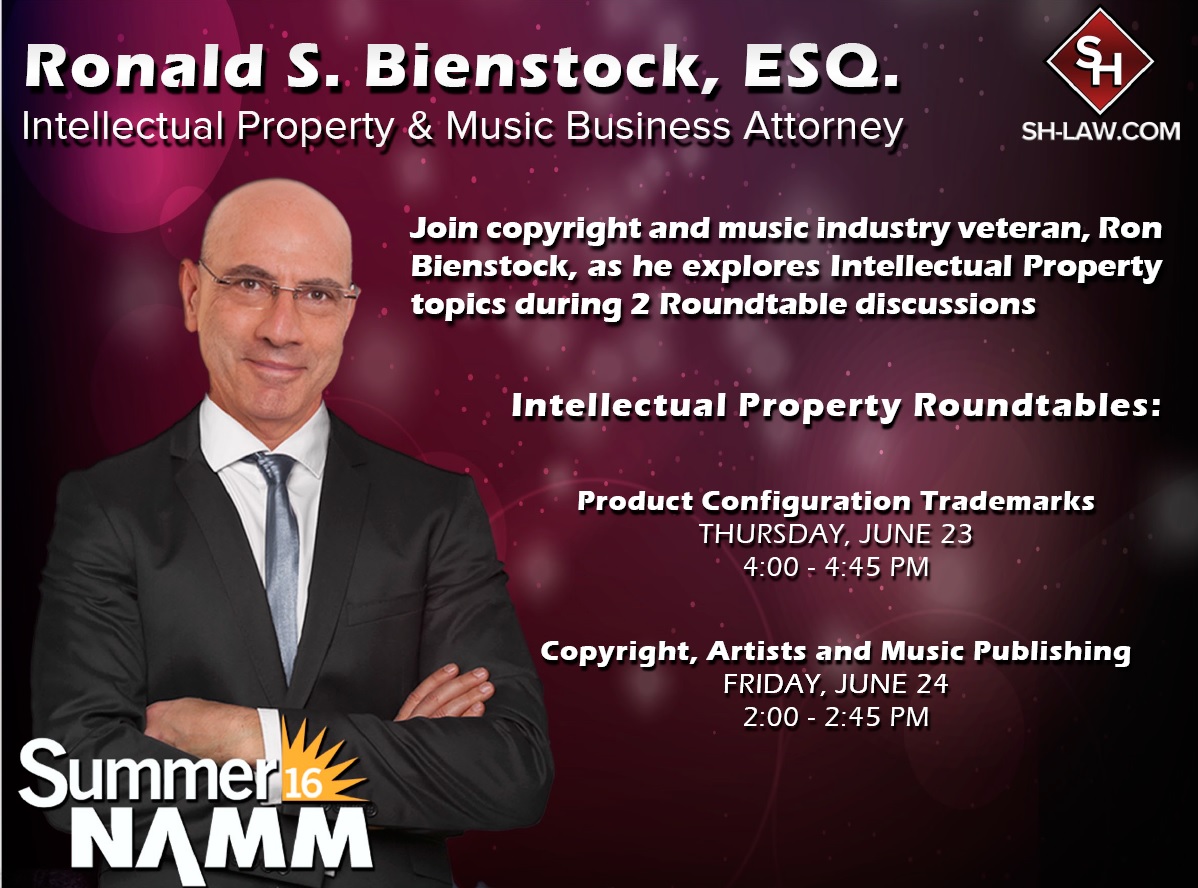 Ronald S. Bienstock, ESQ.
Intellectual Property & Music Business Attorney
SH
SH-LAW.COM
Join copyright and music industry veteran, Ron
Bienstock, as he explores Intellectual Property
topics during 2 Roundtable discussions
Intellectual Property Roundtables:
Product Configuration Trademarks
THURSDAY, JUNE 23
4:00 - 4:45 PM
Copyright, Artists and Music Publishing
FRIDAY, JUNE 24
2:00 - 2:45 PM
Summer 16
NAMM